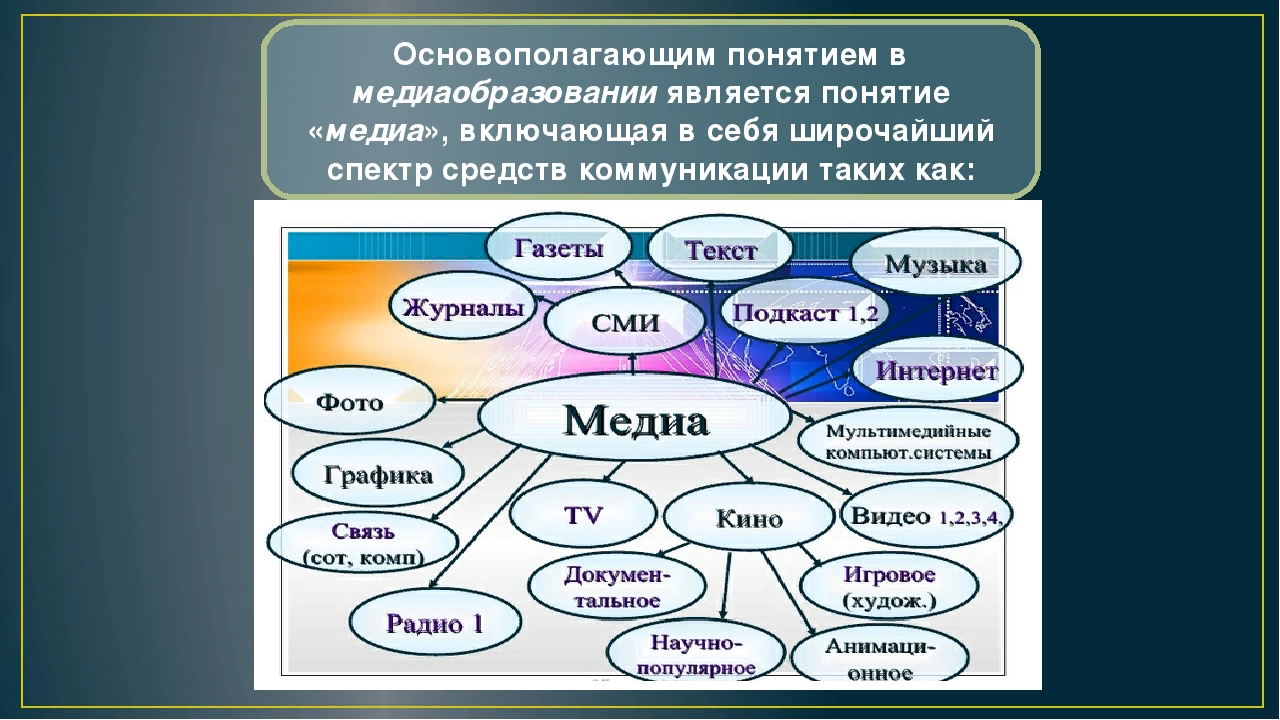 Основополагающим понятием в
медиаобразовании является понятие
«медиа», включающая в себя широчайший
спектр средств коммуникации таких как:
Газеты
Текст
Музыка
Журналы
СМИ
Подкаст 1,2
Интернет
Фото
Медиа
Мультимедийные
компьют.системы
Графика
TV
Кино
Видео 1,2,3,4,
Связь
(сот, комп)
Докумен-
тальное
Игровое
(худож.)
Радио 1
Научно-
популярное
Анимаци-
онное